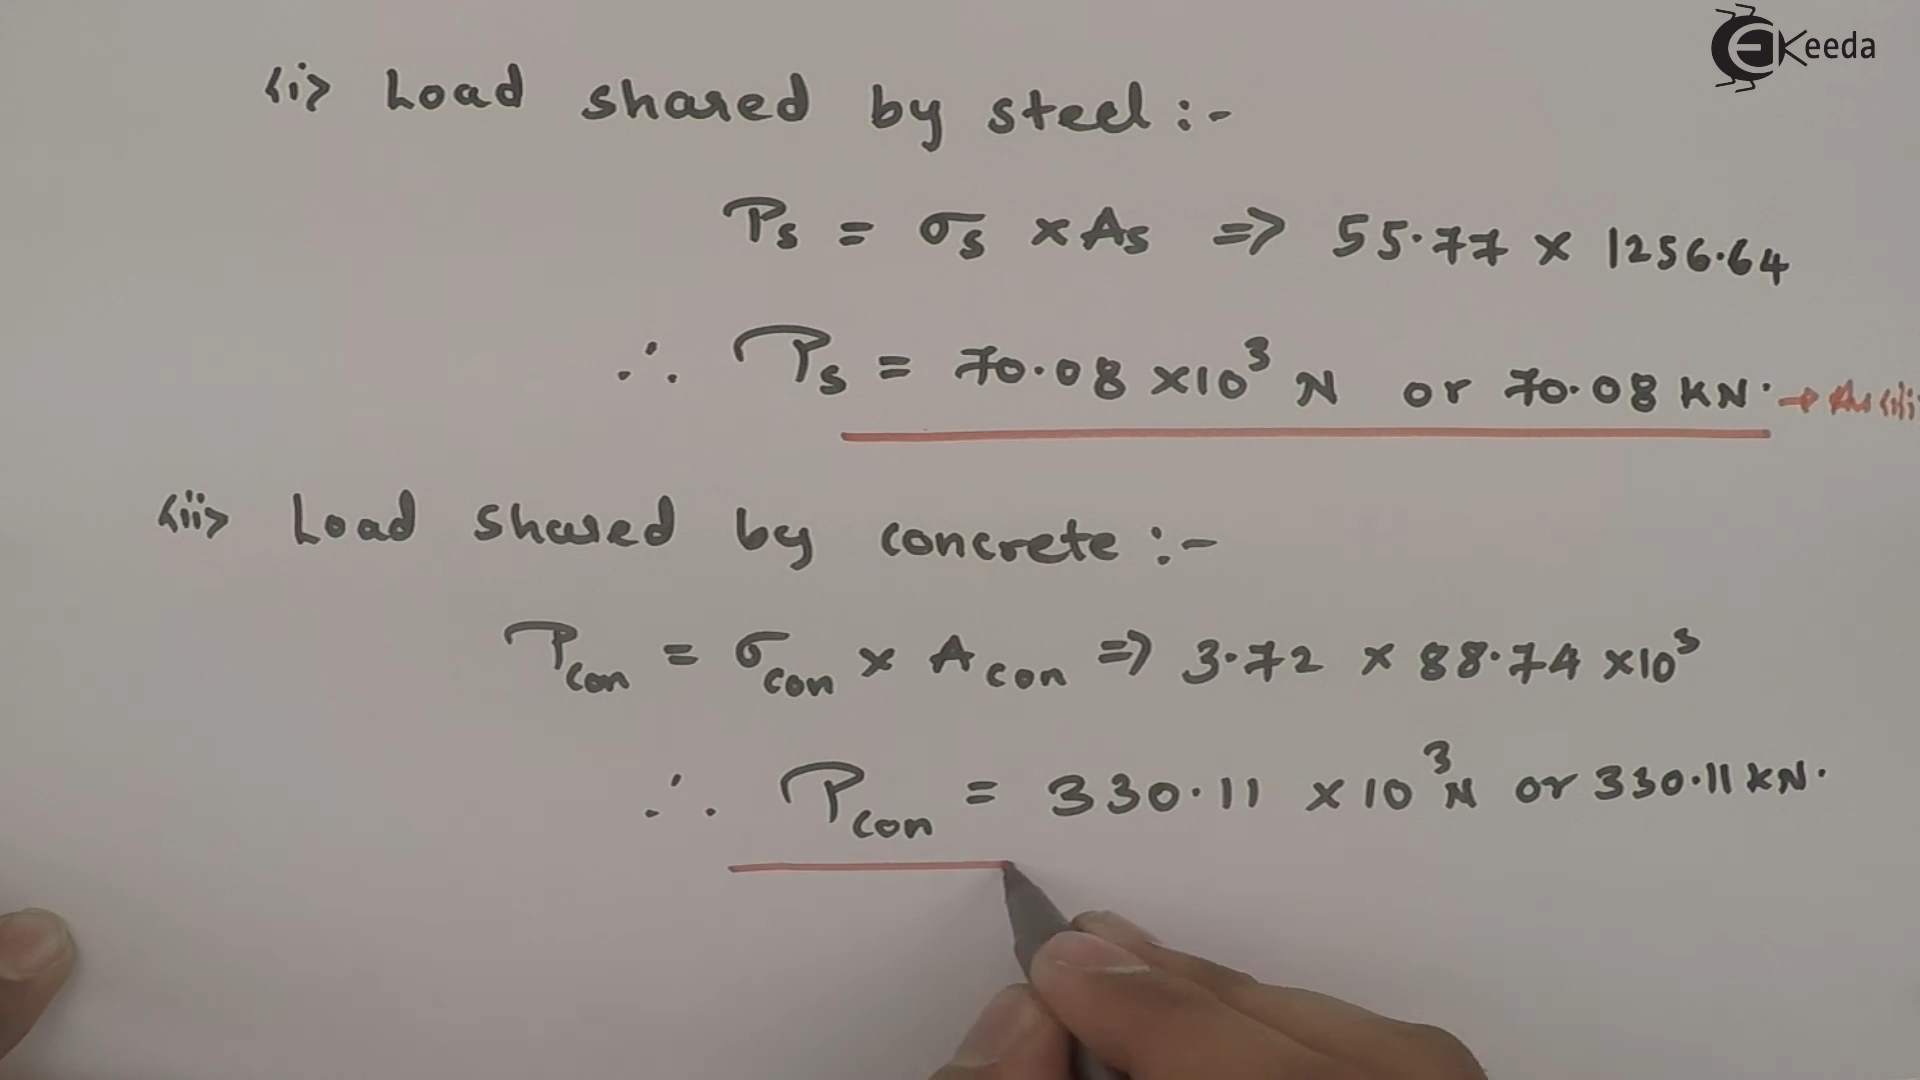 EKeeda
<i> Load shared by steel :-
Ps = σs × As => 55.77 × 1256.64
∴ Ps = 70.08 ×10³ N or 70.08 KN. →
<ii> Load shared by concrete :-
Pcon = σcon × Acon => 3.72 × 88.74 ×10³
∴ Pcon = 330.11 ×10³ N or 330.11 KN.